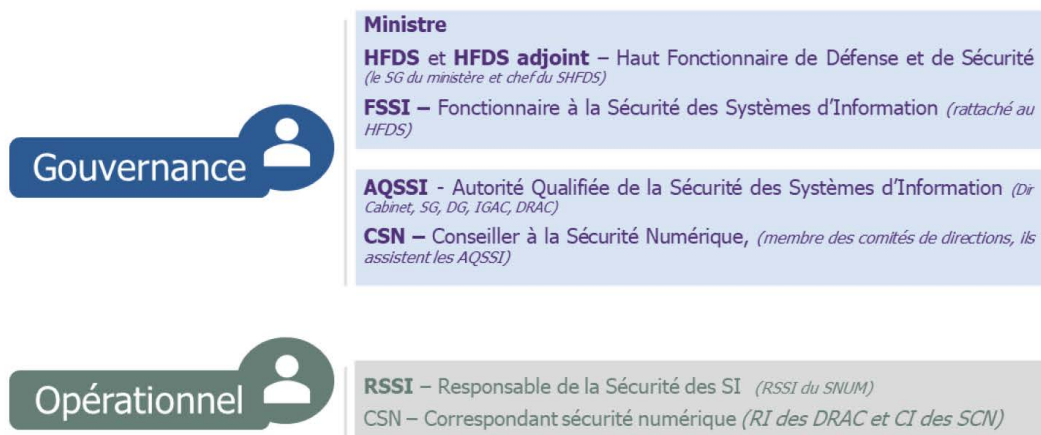 Ministre
HFDS et HFDS adjoint – Haut Fonctionnaire de Défense et de Sécurité
(le SG du ministère et chef du SHFDS)
FSSI – Fonctionnaire à la Sécurité des Systèmes d'Information (rattaché au
HFDS)
Gouvernance
AQSSI - Autorité Qualifiée de la Sécurité des Systèmes d'Information (Dir
Cabinet, SG, DG, IGAC, DRAC)
CSN – Conseiller à la Sécurité Numérique, (membre des comités de directions, ils
assistent les AQSSI)
Opérationnel
RSSI – Responsable de la Sécurité des SI (RSSI du SNUM)
CSN – Correspondant sécurité numérique (RI des DRAC et CI des SCN)